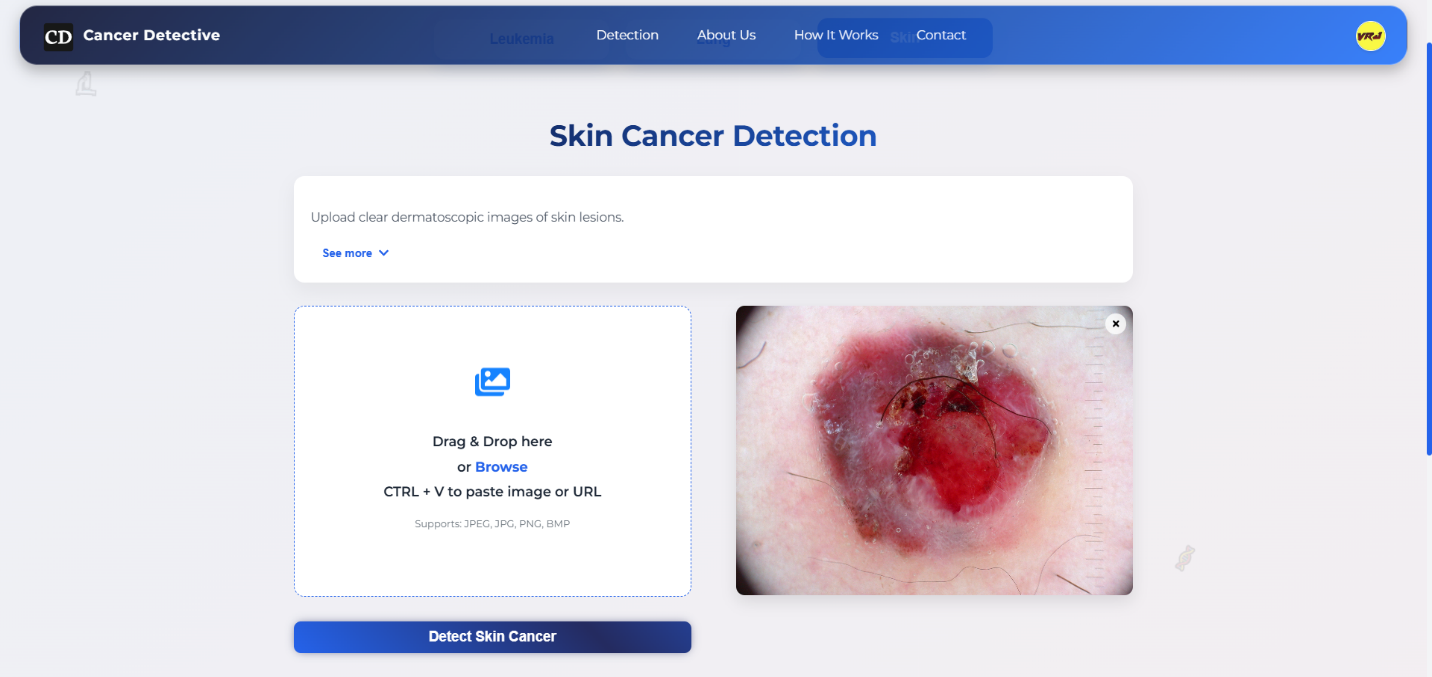 CD Cancer Detective
Leukemia
Lung
Skin
Detection About Us How It Works Contact
VRaJ
Skin Cancer Detection
Upload clear dermatoscopic images of skin lesions.
See more
Drag & Drop here
or Browse
CTRL + V to paste image or URL
Supports: JPEG, JPG, PNG, BMP
Detect Skin Cancer